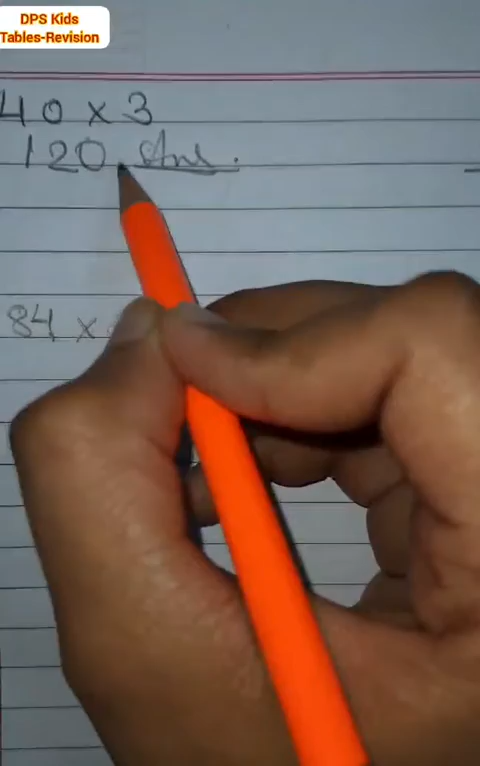 DPS Kids
Tables-Revision
40 x 3
120 Ans.
84 x